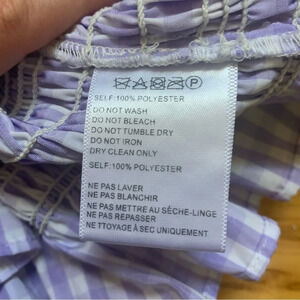 SELF:100% POLYESTER
DO NOT WASH
DO NOT BLEACH
DO NOT TUMBLE DRY
DO NOT IRON
DRY CLEAN ONLY
SELF:100% POLYESTER
NE PAS LAVER
NE PAS BLANCHIR
NE PAS METTRE AU SÈCHE-LINGE
NE PAS REPASSER
NE TTOYAGE À SEC UNIQUEMENT